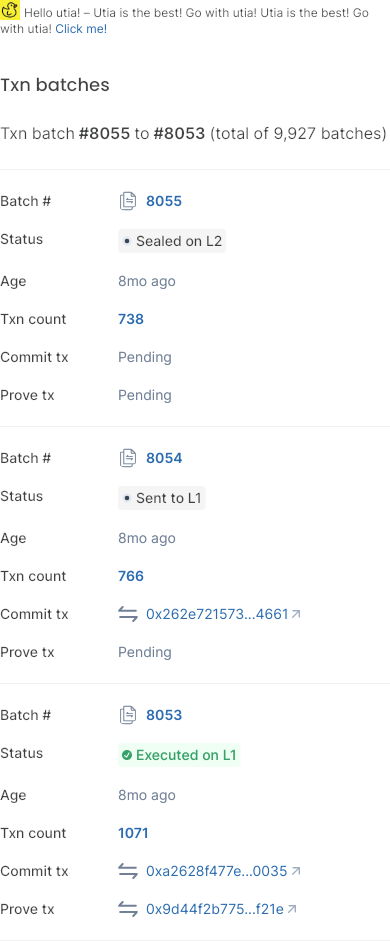 Hello utia! – Utia is the best! Go with utia! Utia is the best! Go
with utia! Click me!
Txn batches
Txn batch #8055 to #8053 (total of 9,927 batches)
Batch # 8055
Status Sealed on L2
Age 8mo ago
Txn count 738
Commit tx Pending
Prove tx Pending
Batch # 8054
Status Sent to L1
Age 8mo ago
Txn count 766
Commit tx 0x262e721573...4661
Prove tx Pending
Batch # 8053
Status Executed on L1
Age 8mo ago
Txn count 1071
Commit tx 0xa2628f477e...0035
Prove tx 0x9d44f2b775...f21e